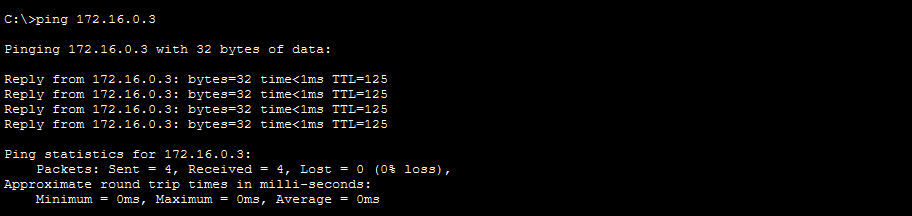 C:\>ping 172.16.0.3
Pinging 172.16.0.3 with 32 bytes of data:
Reply from 172.16.0.3: bytes=32 time<1ms TTL=125
Reply from 172.16.0.3: bytes=32 time<1ms TTL=125
Reply from 172.16.0.3: bytes=32 time<1ms TTL=125
Reply from 172.16.0.3: bytes=32 time<1ms TTL=125
Ping statistics for 172.16.0.3:
    Packets: Sent = 4, Received = 4, Lost = 0 (0% loss),
Approximate round trip times in milli-seconds:
    Minimum = 0ms, Maximum = 0ms, Average = 0ms